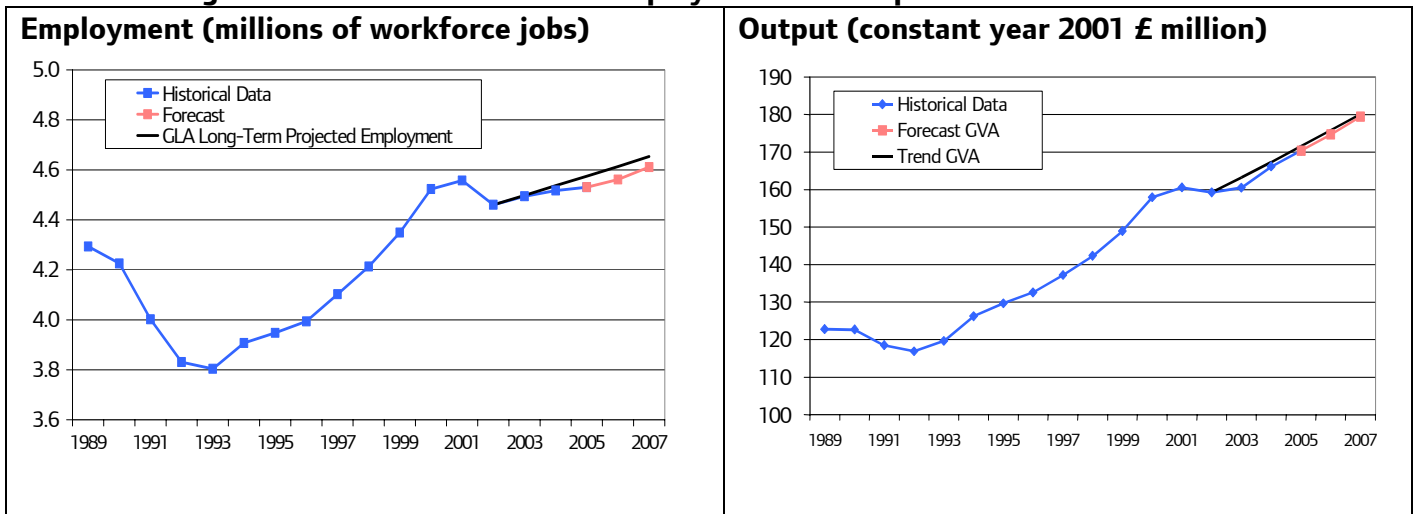 Employment (millions of workforce jobs)
5.0
4.8
4.6
4.4
4.2
4.0
3.8
3.6
Historical Data
Forecast
GLA Long-Term Projected Employment
1989 1991 1993 1995 1997 1999 2001 2003 2005 2007
Output (constant year 2001 £ million)
190
180
170
160
150
140
130
120
110
100
Historical Data
Forecast GVA
Trend GVA
1989 1991 1993 1995 1997 1999 2001 2003 2005 2007